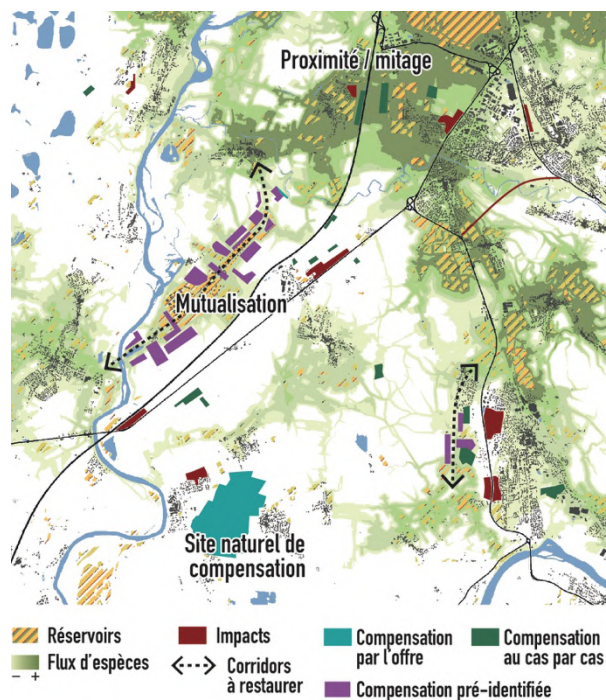 Proximité / mitage
Mutualisation
Site naturel de
compensation
Réservoirs
Flux d'espèces
– +
Impacts
Corridors
à restaurer
Compensation
par l'offre
Compensation
au cas par cas
Compensation pré-identifiée